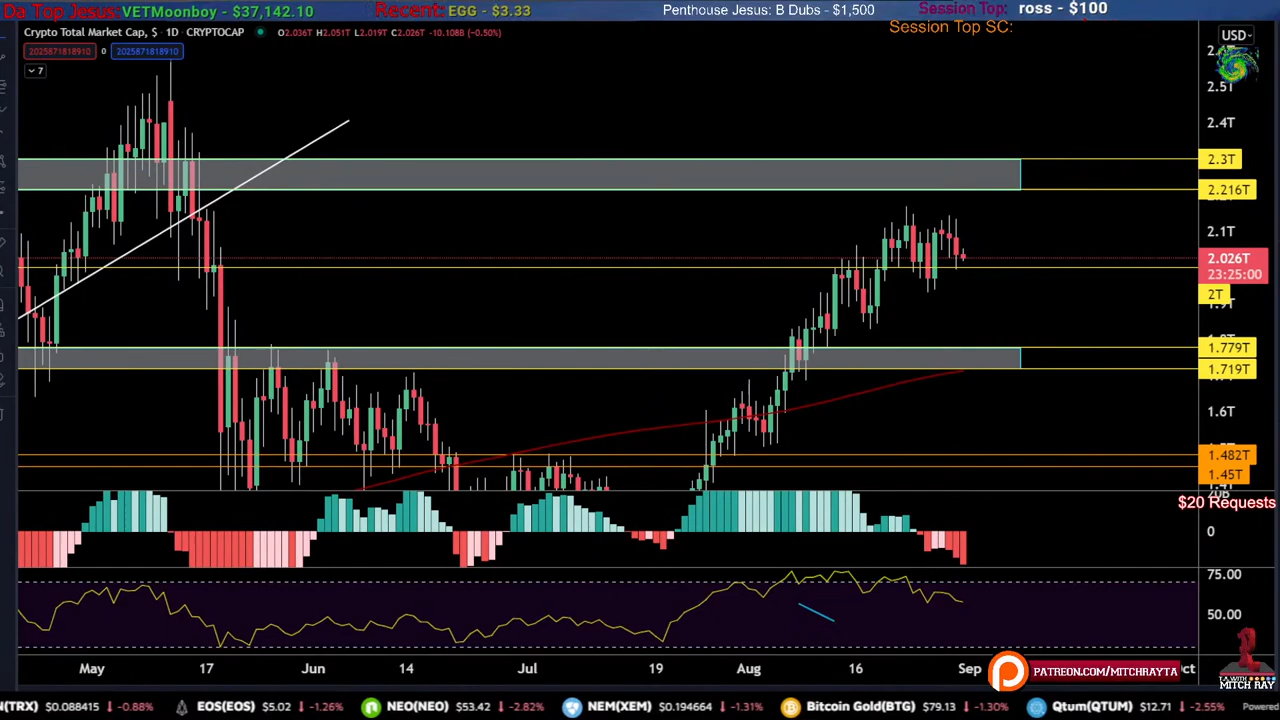 Da Top Jesus: VETMoonboy - $37,142.10
Recent: EGG - $3.33
Penthouse Jesus: B Dubs - $1,500
Session Top: ross - $100
Session Top SC:
Crypto Total Market Cap, $ · 1D · CRYPTOCAP
O2.036T H2.051T L2.019T C2.026T -10.108B (-0.50%)
2025871818910 0 2025871818910
7
USD
2.5T
2.4T
2.3T
2.216T
2.1T
2.026T
23:25:00
2T
1.779T
1.719T
1.6T
1.482T
1.45T
$20 Requests
0
75.00
50.00
May 17 Jun 14 Jul 19 Aug 16 Sep
PATREON.COM/MITCHRAYTA
T.A. WITH
MITCH RAY
(TRX) $0.088415 -0.88% EOS(EOS) $5.02 -1.26% NEO(NEO) $53.42 -2.82% NEM(XEM) $0.194664 -1.31% Bitcoin Gold(BTG) $79.13 -1.30% Qtum(QTUM) $12.71 -2.55% Powered